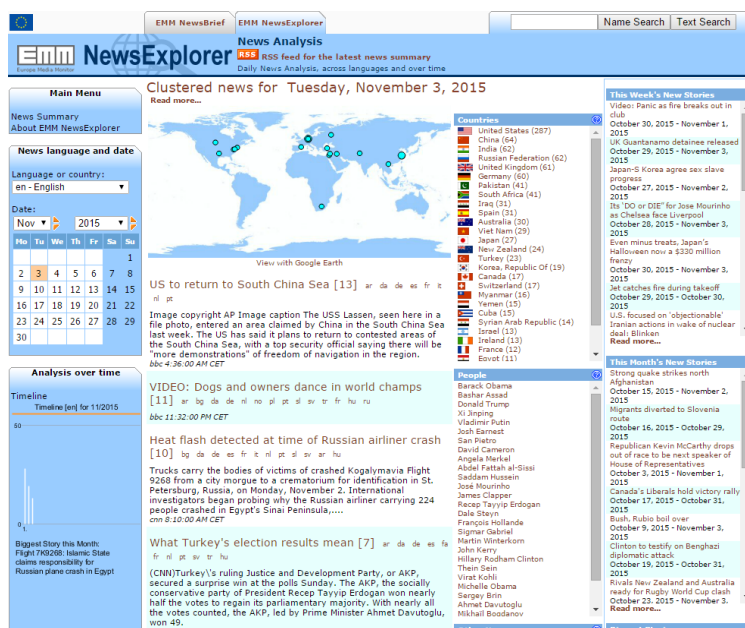 EMM NewsBrief
EMM NewsExplorer
Name Search
Text Search
EMM
Europe Media Monitor
NewsExplorer
News Analysis
RSS RSS feed for the latest news summary
Daily News Analysis, across languages and over time
Main Menu
News Summary
About EMM NewsExplorer
News language and date
Language or country:
en - English
Date:
Nov 2015
Mo Tu We Th Fr Sa Su
1
2 3 4 5 6 7 8
9 10 11 12 13 14 15
16 17 18 19 20 21 22
23 24 25 26 27 28 29
30
Analysis over time
Timeline
Timeline [en] for 11/2015
50
0
1
Biggest Story this Month:
Flight 7K9268: Islamic State
claims responsibility for
Russian plane crash in Egypt
Clustered news for Tuesday, November 3, 2015
Read more...
View with Google Earth
US to return to South China Sea [13] ar da de es fr it
nl pt
Image copyright AP Image caption The USS Lassen, seen here in a
file photo, entered an area claimed by China in the South China Sea
last week. The US has said it plans to return to contested areas of
the South China Sea, with a top security official saying there will be
"more demonstrations" of freedom of navigation in the region.
bbc 4:36:00 AM CET
VIDEO: Dogs and owners dance in world champs
[11] ar bg da de nl no pl pt sl sv tr fr hu ru
bbc 11:32:00 PM CET
Heat flash detected at time of Russian airliner crash
[10] bg da de es fr it nl pt sl sv ar hu
Trucks carry the bodies of victims of crashed Kogalymavia Flight
9268 from a city morgue to a crematorium for identification in St.
Petersburg, Russia, on Monday, November 2. International
investigators began probing why the Russian airliner carrying 224
people crashed in Egypt's Sinai Peninsula,....
cnn 8:10:00 AM CET
What Turkey's election results mean [7] ar da de es fa
fr nl pt sv tr hu
(CNN)Turkey\'s ruling Justice and Development Party, or AKP,
secured a surprise win at the polls Sunday. The AKP, the socially
conservative party of President Recep Tayyip Erdogan won nearly
half the votes to regain its parliamentary majority. With nearly all
the votes counted, the AKP, led by Prime Minister Ahmet Davutoglu,
won 49.
Countries
United States (287)
China (64)
India (62)
Russian Federation (62)
United Kingdom (61)
Germany (60)
Pakistan (41)
South Africa (41)
Iraq (31)
Spain (31)
Australia (30)
Viet Nam (29)
Japan (27)
New Zealand (24)
Turkey (23)
Korea, Republic Of (19)
Canada (17)
Switzerland (17)
Myanmar (16)
Yemen (15)
Cuba (15)
Syrian Arab Republic (14)
Israel (13)
Ireland (13)
France (12)
Egypt (11)
People
Barack Obama
Bashar Assad
Donald Trump
Xi Jinping
Vladimir Putin
Josh Earnest
San Pietro
David Cameron
Angela Merkel
Abdel Fattah al-Sissi
Saddam Hussein
José Mourinho
James Clapper
Recep Tayyip Erdogan
Dale Steyn
François Hollande
Sigmar Gabriel
Martin Winterkorn
John Kerry
Hillary Rodham Clinton
Thein Sein
Virat Kohli
Michelle Obama
Sergey Brin
Ahmet Davutoglu
Mikhail Bogdanov
This Week's New Stories
Video: Panic as fire breaks out in
club
October 30, 2015 - November 1,
2015
UK Guantanamo detainee released
October 29, 2015 - November 3,
2015
Japan-S Korea agree sex slave
progress
October 27, 2015 - November 2,
2015
Its 'DO or DIE" for Jose Mourinho
as Chelsea face Liverpool
October 28, 2015 - November 3,
2015
Even minus treats, Japan's
Halloween now a $330 million
frenzy
October 30, 2015 - November 3,
2015
Jet catches fire during takeoff
October 29, 2015 - October 30,
2015
U.S. focused on 'objectionable'
Iranian actions in wake of nuclear
deal: Blinken
Read more...
This Month's New Stories
Strong quake strikes north
Afghanistan
October 15, 2015 - November 2,
2015
Migrants diverted to Slovenia
route
October 16, 2015 - October 29,
2015
Republican Kevin McCarthy drops
out of race to be next speaker of
House of Representatives
October 3, 2015 - November 1,
2015
Canada's Liberals hold victory rally
October 17, 2015 - October 31,
2015
Bush, Rubio boil over
October 9, 2015 - November 3,
2015
Clinton to testify on Benghazi
diplomatic attack
October 19, 2015 - October 31,
2015
Rivals New Zealand and Australia
ready for Rugby World Cup clash
October 23, 2015 - November 3,
Read more...